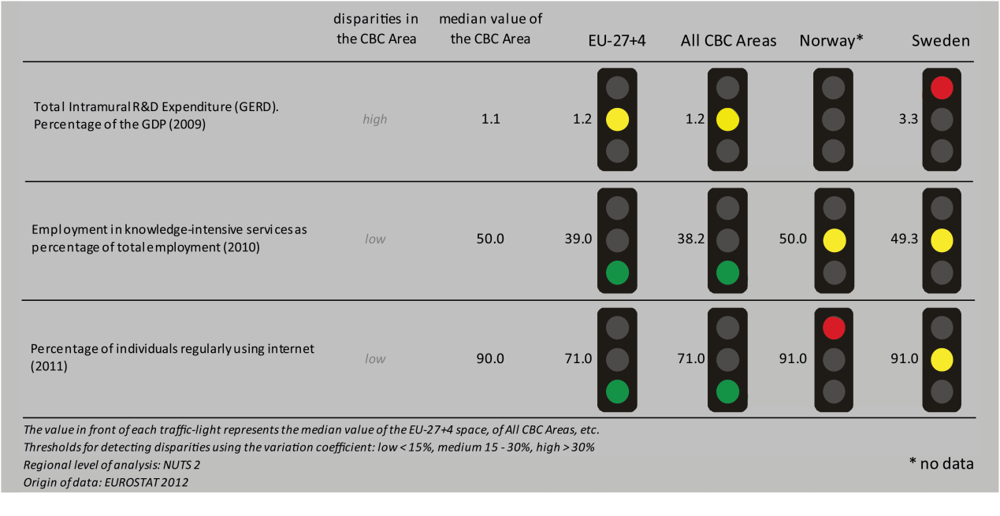 disparities in
the CBC Area
median value of
the CBC Area
EU-27+4
All CBC Areas
Norway*
Sweden
Total Intramural R&D Expenditure (GERD).
Percentage of the GDP (2009)
high
1.1
1.2
1.2
3.3
Employment in knowledge-intensive services as
percentage of total employment (2010)
low
50.0
39.0
38.2
50.0
49.3
Percentage of individuals regularly using internet
(2011)
low
90.0
71.0
71.0
91.0
91.0
The value in front of each traffic-light represents the median value of the EU-27+4 space, of All CBC Areas, etc.
Thresholds for detecting disparities using the variation coefficient: low < 15%, medium 15 - 30%, high > 30%
Regional level of analysis: NUTS 2
Origin of data: EUROSTAT 2012
* no data